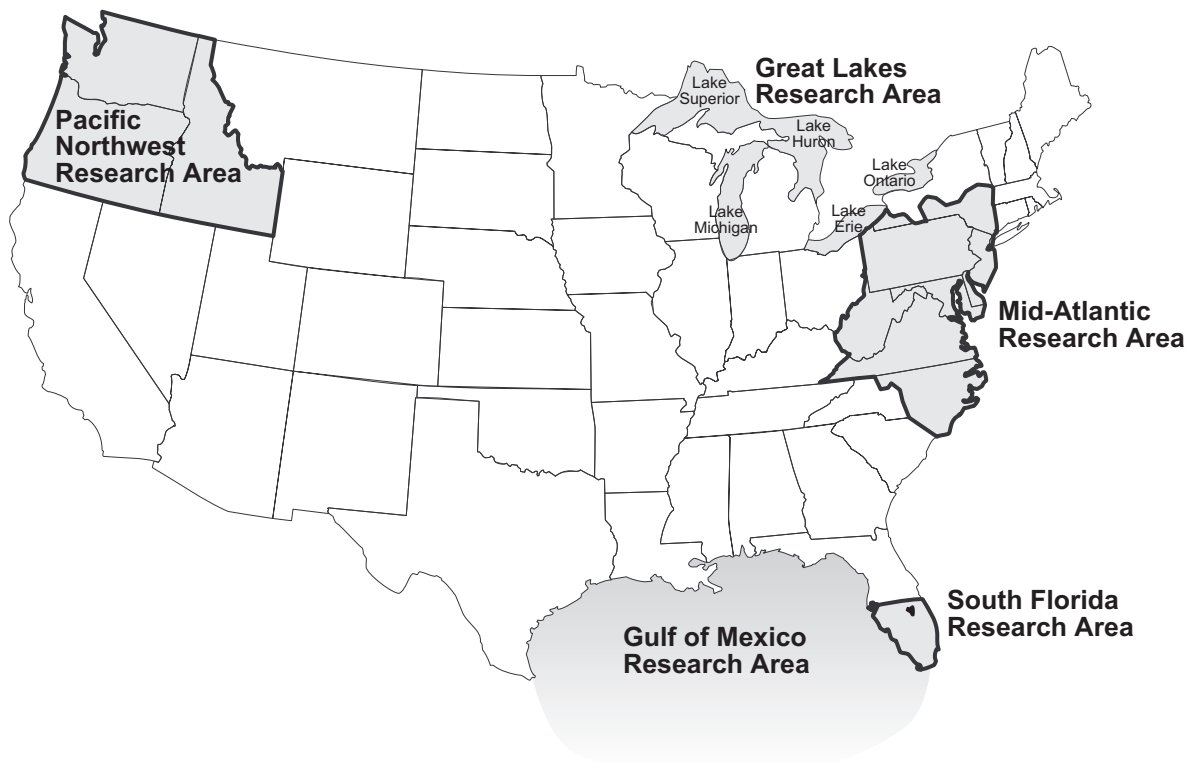 Great Lakes
Research Area
Lake
Superior
Lake
Huron
Pacific
Northwest
Research Area
Lake
Ontario
Lake
Michigan
Lake
Erie
Mid-Atlantic
Research Area
South Florida
Research Area
Gulf of Mexico
Research Area